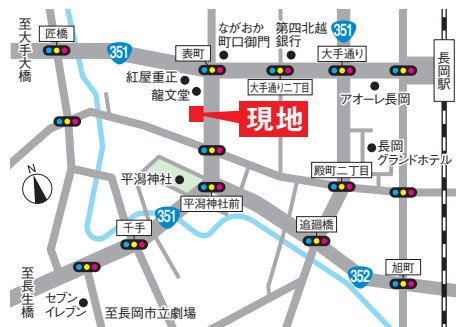 至大手大橋
匠橋
351
表町
ながおか
町口御門
第四北越
銀行
351
大手通り
長岡駅
紅屋重正
龍文堂
大手通り二丁目
アオーレ長岡
現地
長岡
グランドホテル
N
平潟神社
殿町二丁目
平潟神社前
351
千手
追廻橋
352
旭町
至長生橋
セブン
イレブン
至長岡市立劇場